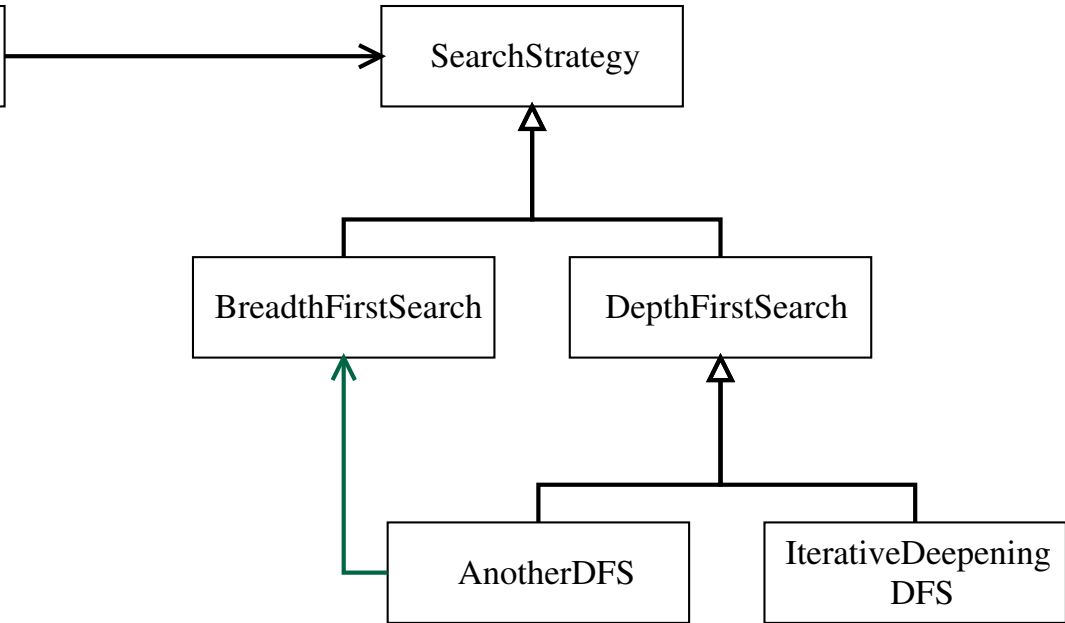 SearchStrategy
BreadthFirstSearch
DepthFirstSearch
AnotherDFS
IterativeDeepening
DFS